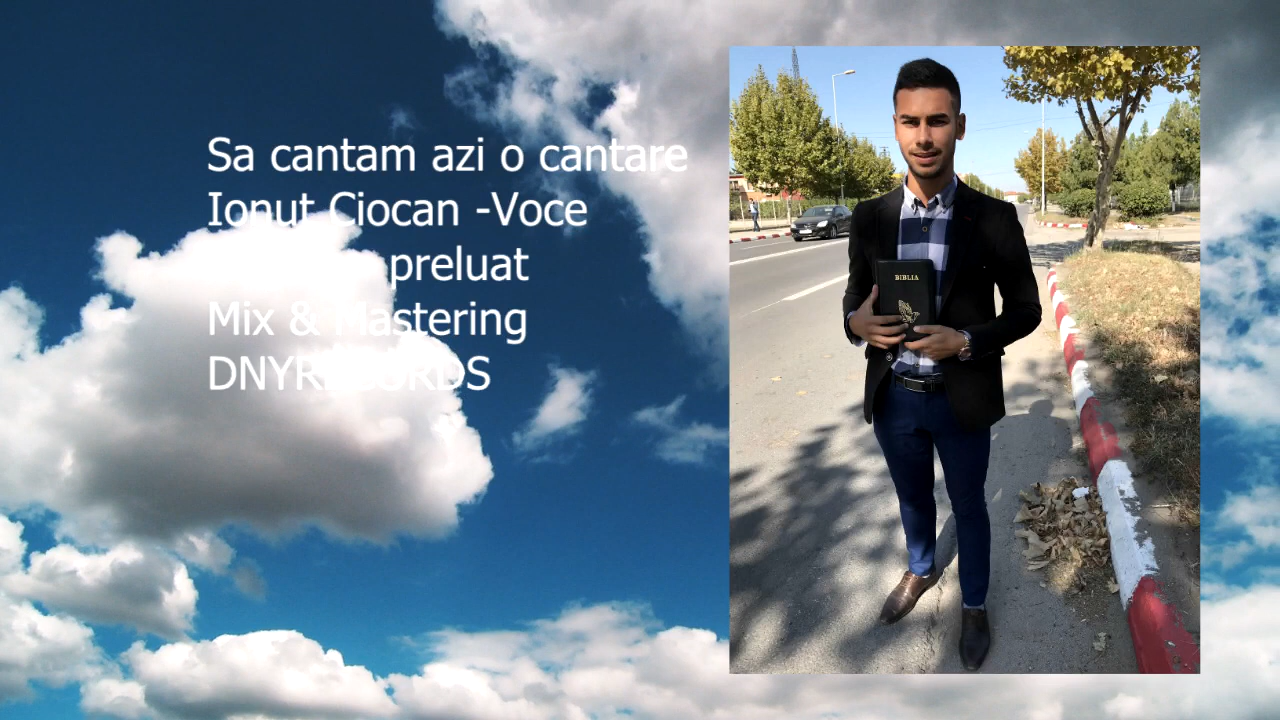 Sa cantam azi o cantare
Ionut Ciocan -Voce
preluat
Mix & Mastering
DNYRECORDS
BIBLIA